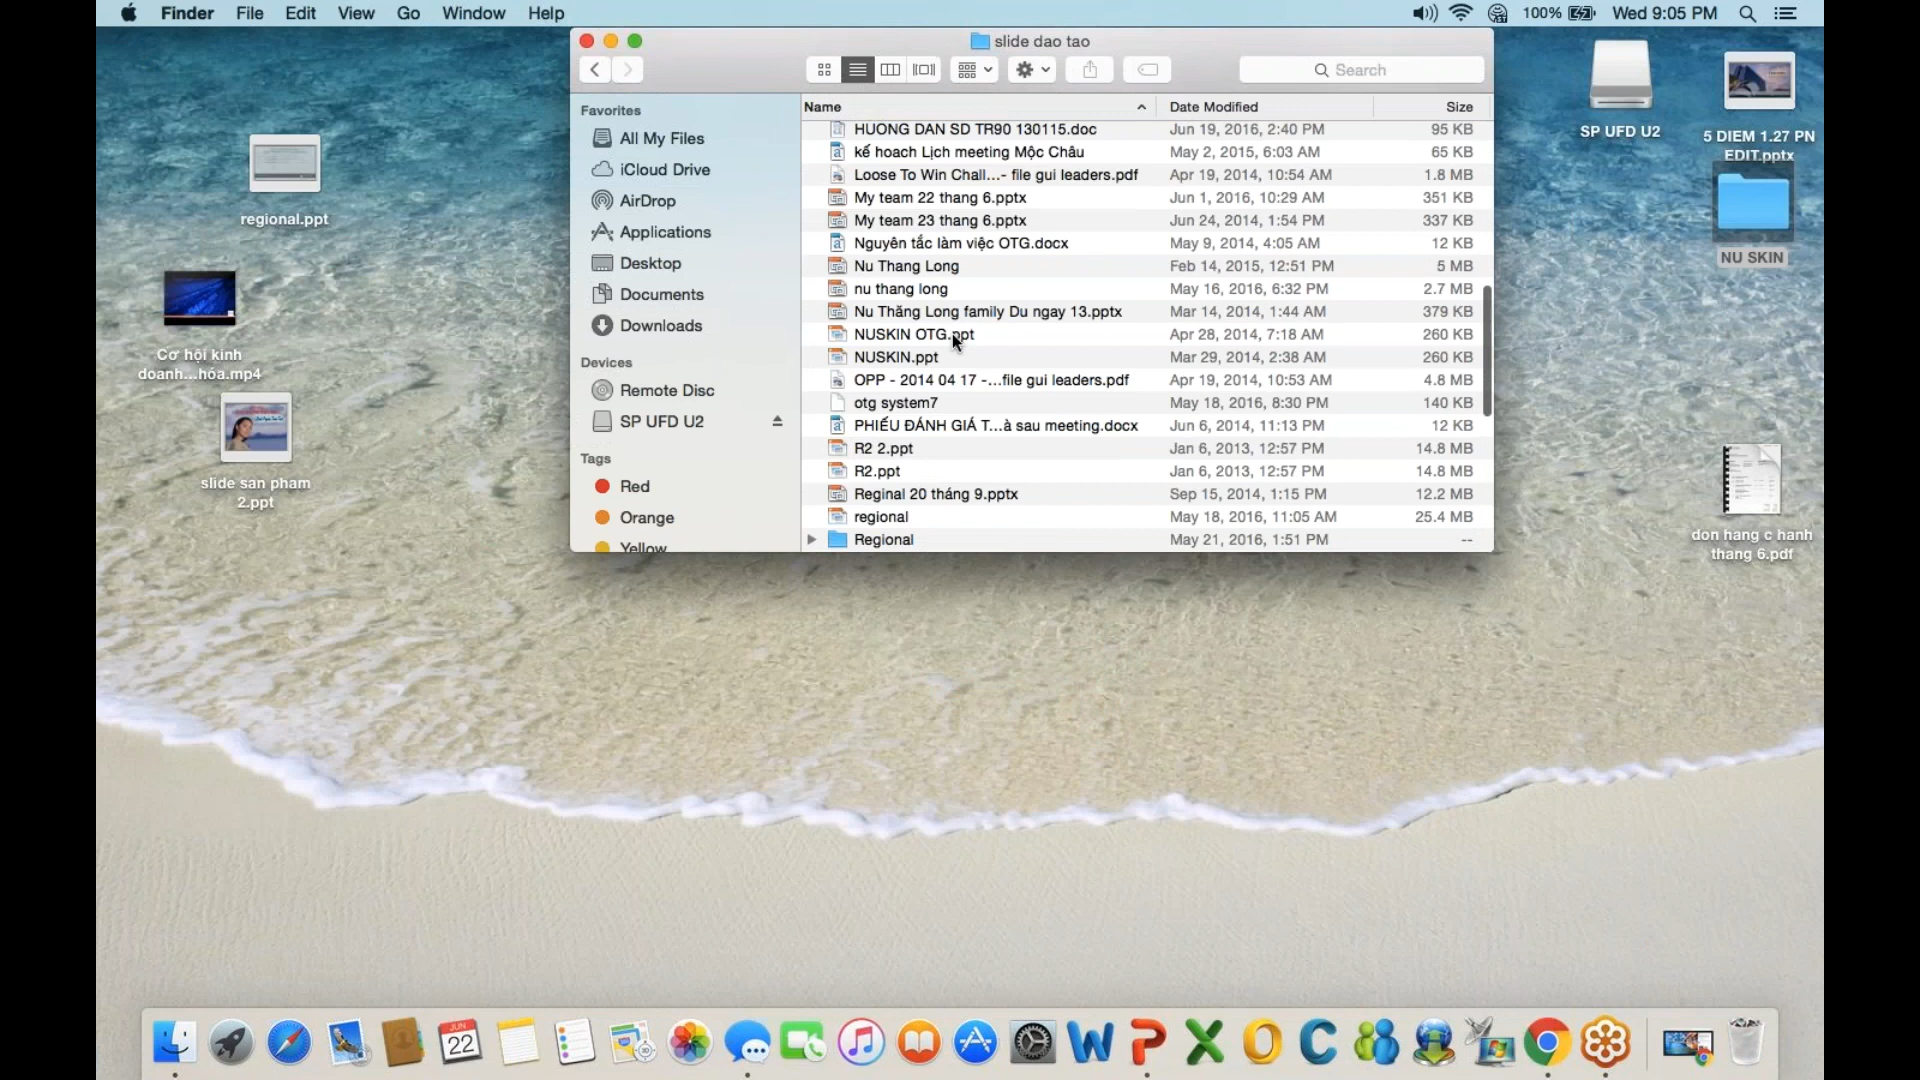 Finder File Edit View Go Window Help
100% Wed 9:05 PM
slide dao tao
Search
Favorites
All My Files
iCloud Drive
AirDrop
Applications
Desktop
Documents
Downloads
Devices
Remote Disc
SP UFD U2
Tags
Red
Orange
Yellow
Name Date Modified Size
HUONG DAN SD TR90 130115.doc Jun 19, 2016, 2:40 PM 95 KB
kế hoach Lịch meeting Mộc Châu May 2, 2015, 6:03 AM 65 KB
Loose To Win Chall...- file gui leaders.pdf Apr 19, 2014, 10:54 AM 1.8 MB
My team 22 thang 6.pptx Jun 1, 2016, 10:29 AM 351 KB
My team 23 thang 6.pptx Jun 24, 2014, 1:54 PM 337 KB
Nguyên tắc làm việc OTG.docx May 9, 2014, 4:05 AM 12 KB
Nu Thang Long Feb 14, 2015, 12:51 PM 5 MB
nu thang long May 16, 2016, 6:32 PM 2.7 MB
Nu Thăng Long family Du ngay 13.pptx Mar 14, 2014, 1:44 AM 379 KB
NUSKIN OTG.ppt Apr 28, 2014, 7:18 AM 260 KB
NUSKIN.ppt Mar 29, 2014, 2:38 AM 260 KB
OPP - 2014 04 17 -...file gui leaders.pdf Apr 19, 2014, 10:53 AM 4.8 MB
otg system7 May 18, 2016, 8:30 PM 140 KB
PHIẾU ĐÁNH GIÁ T...à sau meeting.docx Jun 6, 2014, 11:13 PM 12 KB
R2 2.ppt Jan 6, 2013, 12:57 PM 14.8 MB
R2.ppt Jan 6, 2013, 12:57 PM 14.8 MB
Reginal 20 tháng 9.pptx Sep 15, 2014, 1:15 PM 12.2 MB
regional May 18, 2016, 11:05 AM 25.4 MB
Regional May 21, 2016, 1:51 PM --
regional.ppt
Cơ hội kinh
doanh...hóa.mp4
slide san pham
2.ppt
SP UFD U2
5 DIEM 1.27 PN
EDIT.pptx
NU SKIN
don hang c hanh
thang 6.pdf
JUN
22